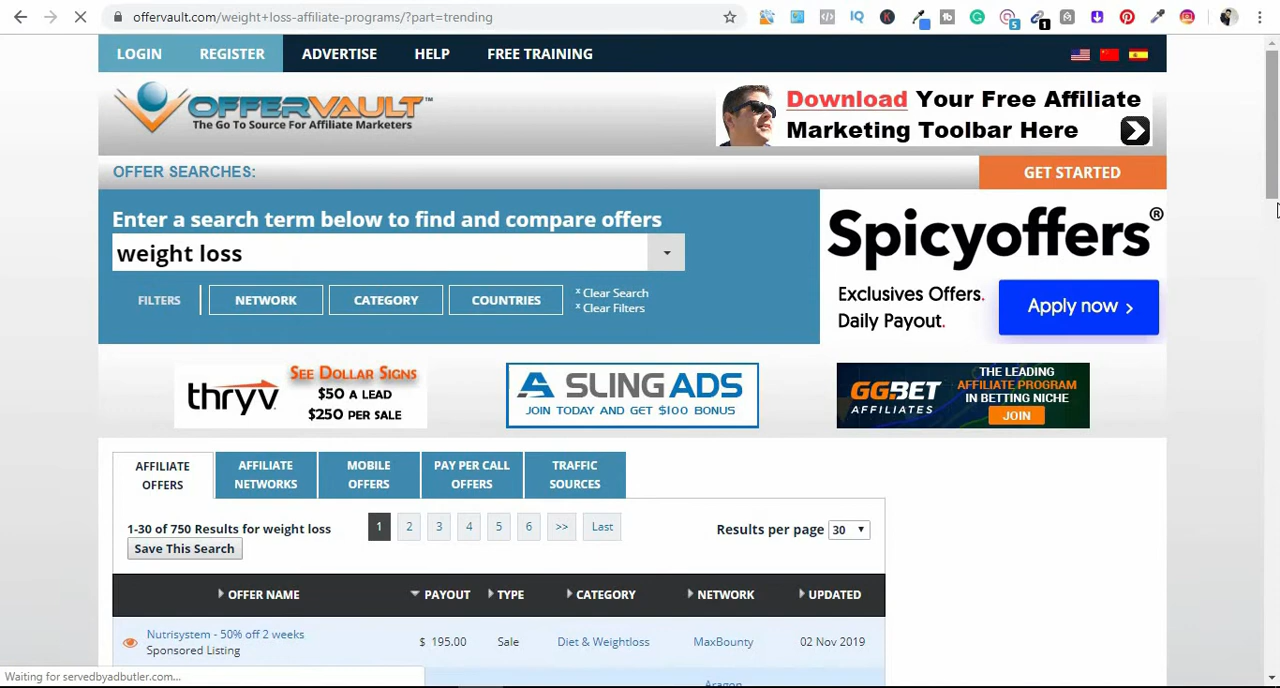 offervault.com/weight+loss-affiliate-programs/?part=trending
LOGIN REGISTER ADVERTISE HELP FREE TRAINING
OFFERVAULT™
The Go To Source For Affiliate Marketers
Download Your Free Affiliate
Marketing Toolbar Here
OFFER SEARCHES:
GET STARTED
Enter a search term below to find and compare offers
weight loss
FILTERS NETWORK CATEGORY COUNTRIES
x Clear Search
x Clear Filters
Spicyoffers®
Exclusives Offers.
Daily Payout.
Apply now >
thryv
SEE DOLLAR SIGNS
$50 A LEAD
$250 PER SALE
SLINGADS
JOIN TODAY AND GET $100 BONUS
GG.BET
AFFILIATES
THE LEADING
AFFILIATE PROGRAM
IN BETTING NICHE
JOIN
AFFILIATE OFFERS
AFFILIATE NETWORKS
MOBILE OFFERS
PAY PER CALL OFFERS
TRAFFIC SOURCES
1-30 of 750 Results for weight loss
1 2 3 4 5 6 >> Last
Results per page 30
Save This Search
OFFER NAME PAYOUT TYPE CATEGORY NETWORK UPDATED
Nutrisystem - 50% off 2 weeks
Sponsored Listing
$ 195.00 Sale Diet & Weightloss MaxBounty 02 Nov 2019
Aragon
Waiting for servedbyadbutler.com...